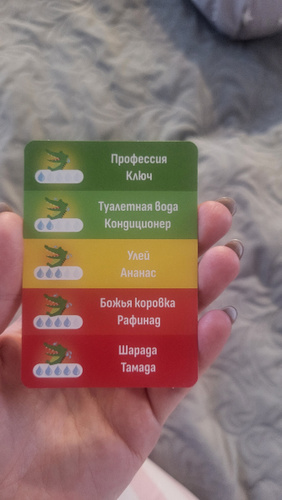 Профессия
Ключ
Туалетная вода
Кондиционер
Улей
Ананас
Божья коровка
Рафинад
Шарада
Тамада